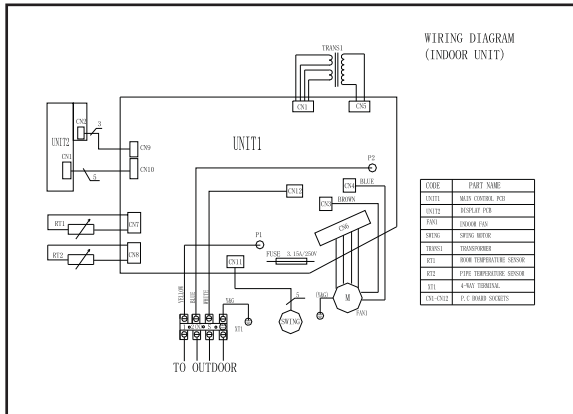 WIRING DIAGRAM
(INDOOR UNIT)
TRANS1
CN1
CN5
CN2
3
UNIT2
CN1
5
CN9
CN10
UNIT1
P2
CN4
BLUE
CN12
CN3
BROWN
RT1
CN7
CN6
P1
RT2
CN8
FUSE 3.15A/250V
CN11
YELLOW
BLUE
WHITE
Y&G
(Y&G)
M
FAN1
5
SWING
XT1
TO OUTDOOR
CODE PART NAME
UNIT1 MAIN CONTROL PCB
UNIT2 DISPLAY PCB
FAN1 INDOOR FAN
SWING SWING MOTOR
TRANS1 TRANSFORMER
RT1 ROOM TEMPERATURE SENSOR
RT2 PIPE TEMPERATURE SENSOR
XT1 4-WAY TERMINAL
CN1-CN12 P.C BOARD SOCKETS